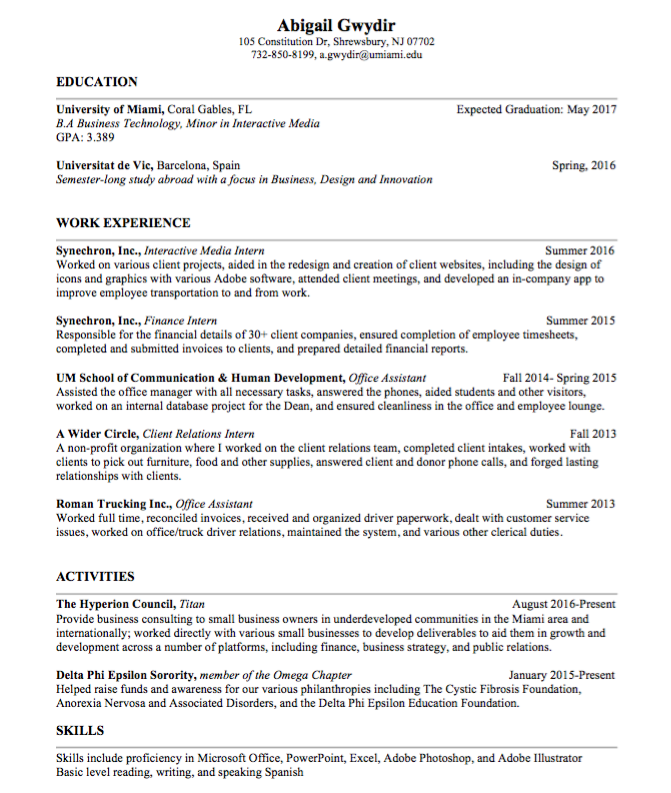 Abigail Gwydir
105 Constitution Dr, Shrewsbury, NJ 07702
732-850-8199, a.gwydir@umiami.edu
EDUCATION
University of Miami, Coral Gables, FL Expected Graduation: May 2017
B.A Business Technology, Minor in Interactive Media
GPA: 3.389
Universitat de Vic, Barcelona, Spain Spring, 2016
Semester-long study abroad with a focus in Business, Design and Innovation
WORK EXPERIENCE
Synechron, Inc., Interactive Media Intern Summer 2016
Worked on various client projects, aided in the redesign and creation of client websites, including the design of
icons and graphics with various Adobe software, attended client meetings, and developed an in-company app to
improve employee transportation to and from work.
Synechron, Inc., Finance Intern Summer 2015
Responsible for the financial details of 30+ client companies, ensured completion of employee timesheets,
completed and submitted invoices to clients, and prepared detailed financial reports.
UM School of Communication & Human Development, Office Assistant Fall 2014- Spring 2015
Assisted the office manager with all necessary tasks, answered the phones, aided students and other visitors,
worked on an internal database project for the Dean, and ensured cleanliness in the office and employee lounge.
A Wider Circle, Client Relations Intern Fall 2013
A non-profit organization where I worked on the client relations team, completed client intakes, worked with
clients to pick out furniture, food and other supplies, answered client and donor phone calls, and forged lasting
relationships with clients.
Roman Trucking Inc., Office Assistant Summer 2013
Worked full time, reconciled invoices, received and organized driver paperwork, dealt with customer service
issues, worked on office/truck driver relations, maintained the system, and various other clerical duties.
ACTIVITIES
The Hyperion Council, Titan August 2016-Present
Provide business consulting to small business owners in underdeveloped communities in the Miami area and
internationally; worked directly with various small businesses to develop deliverables to aid them in growth and
development across a number of platforms, including finance, business strategy, and public relations.
Delta Phi Epsilon Sorority, member of the Omega Chapter January 2015-Present
Helped raise funds and awareness for our various philanthropies including The Cystic Fibrosis Foundation,
Anorexia Nervosa and Associated Disorders, and the Delta Phi Epsilon Education Foundation.
SKILLS
Skills include proficiency in Microsoft Office, PowerPoint, Excel, Adobe Photoshop, and Adobe Illustrator
Basic level reading, writing, and speaking Spanish